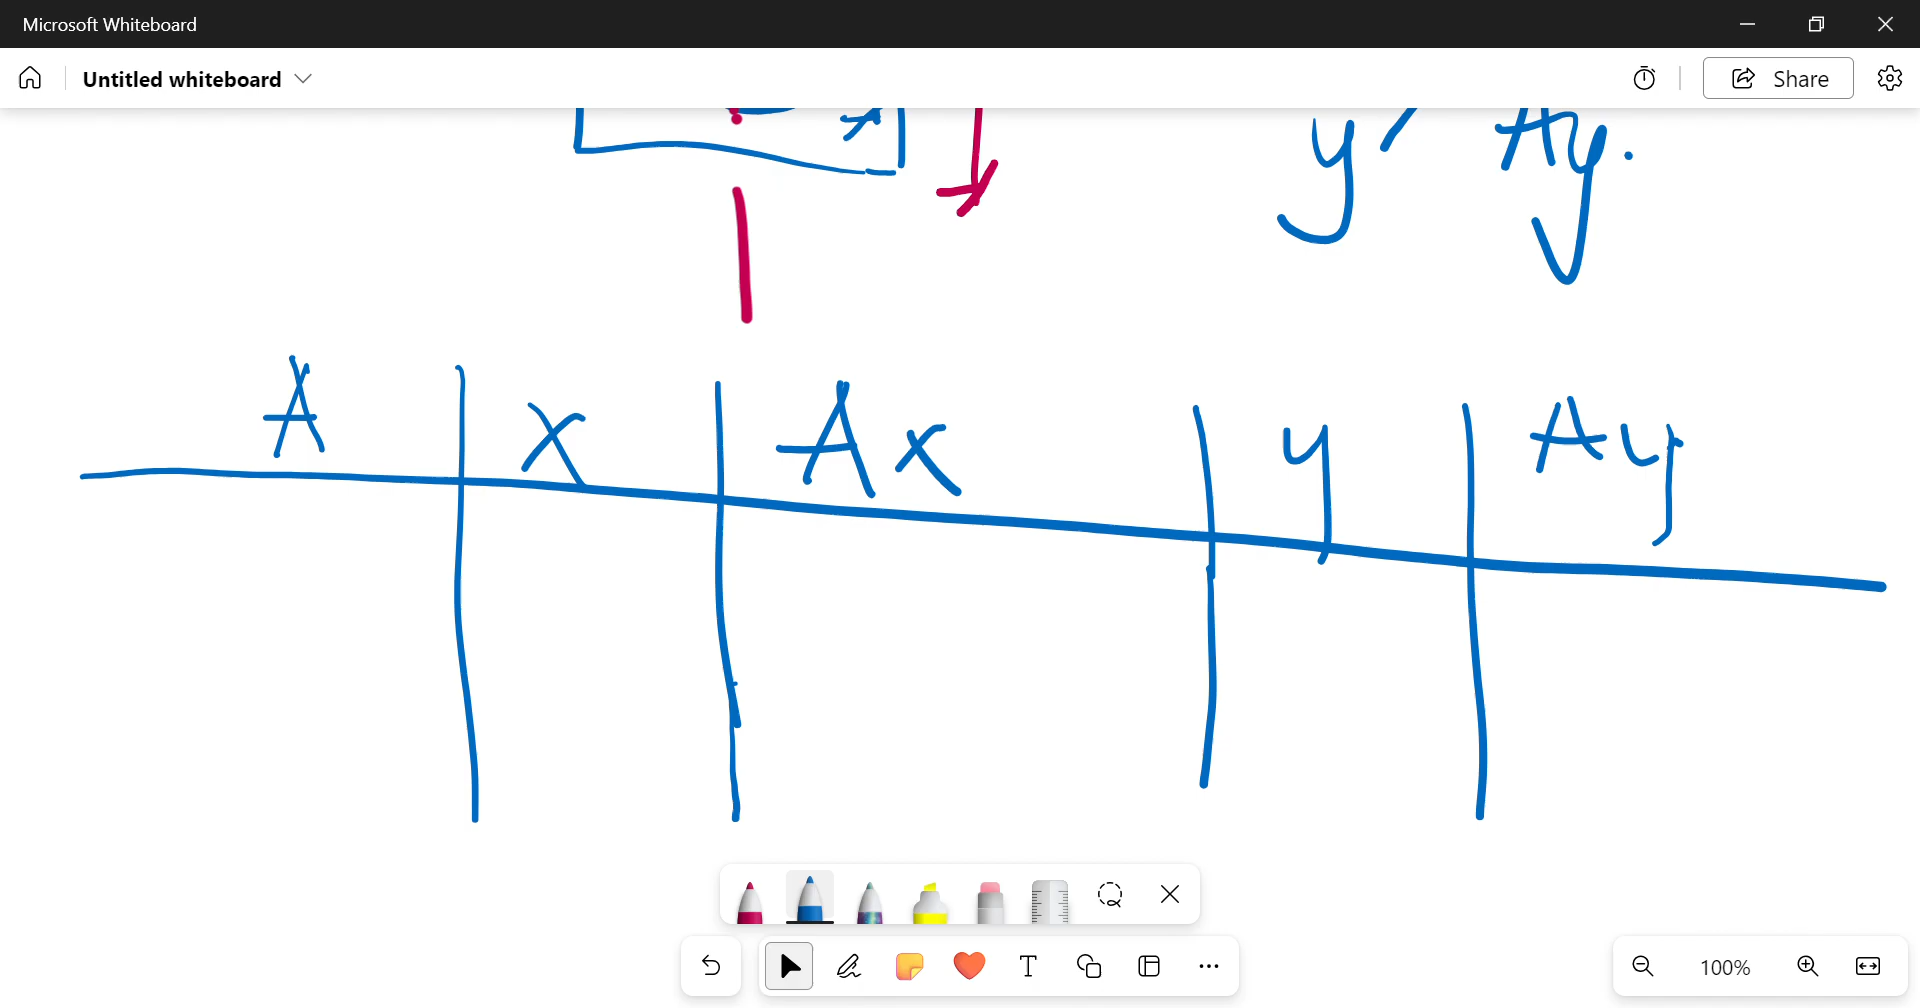 Microsoft Whiteboard
Untitled whiteboard
Share
y Ay.
A x Ax y Ay
T
100%